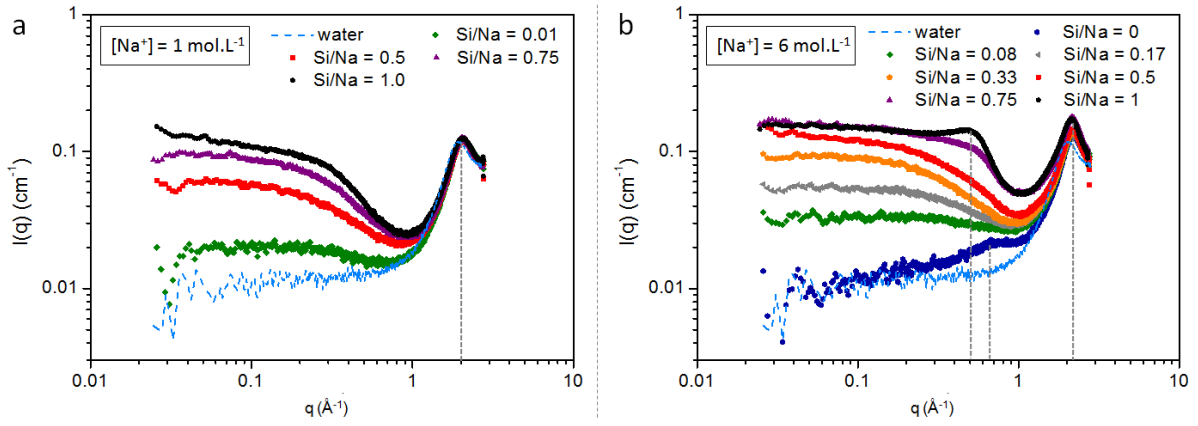 a
[Na⁺] = 1 mol.L⁻¹
water
Si/Na = 0.01
Si/Na = 0.5
Si/Na = 0.75
Si/Na = 1.0
I(q) (cm⁻¹)
1
0.1
0.01
0.01
0.1
1
10
q (Å⁻¹)
b
[Na⁺] = 6 mol.L⁻¹
water
Si/Na = 0
Si/Na = 0.08
Si/Na = 0.17
Si/Na = 0.33
Si/Na = 0.5
Si/Na = 0.75
Si/Na = 1
I(q) (cm⁻¹)
1
0.1
0.01
0.01
0.1
1
10
q (Å⁻¹)